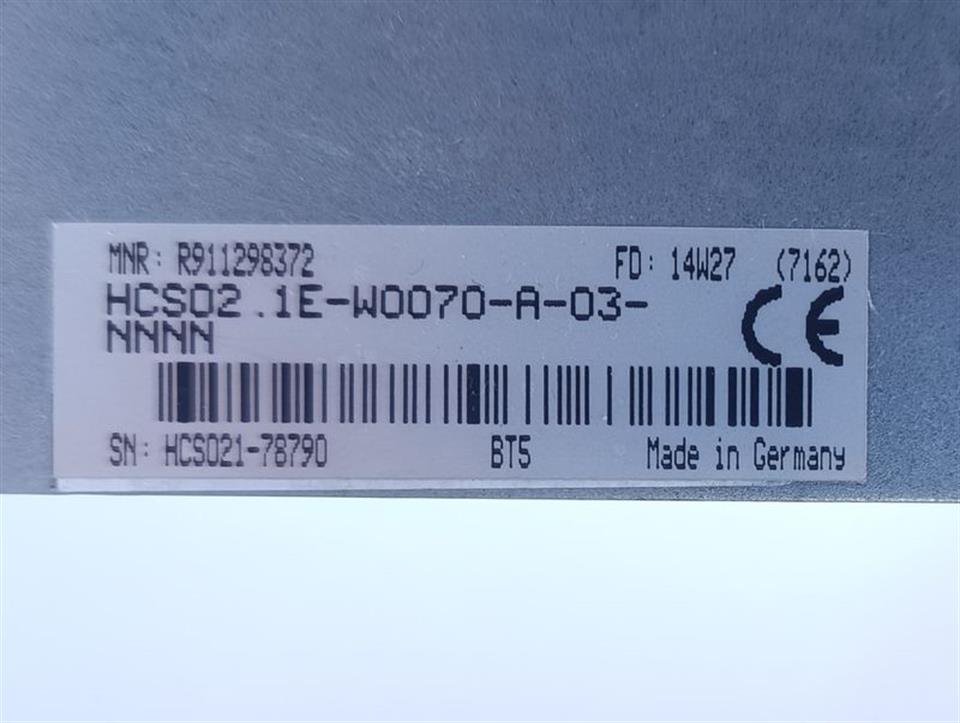 MNR: R911298372 FD: 14W27 (7162)
HCS02.1E-W0070-A-03-
NNNN
CE
SN: HCS021-78790 BT5 Made in Germany